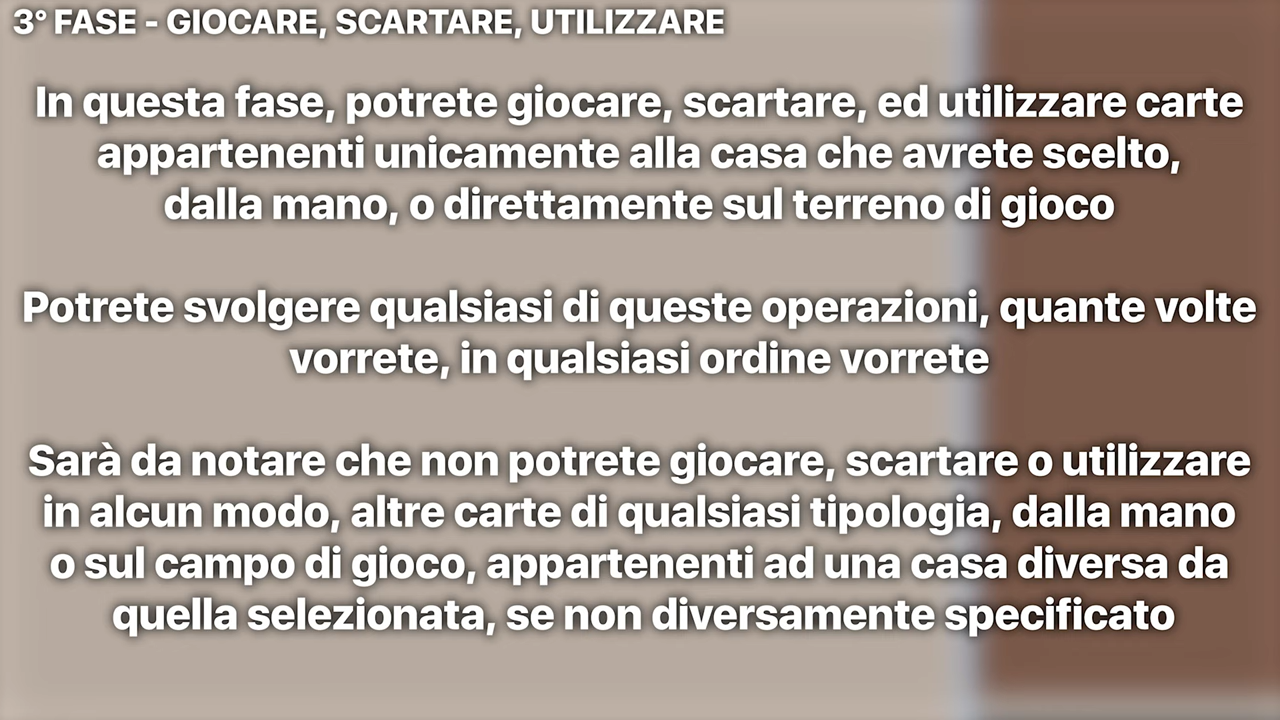 3° FASE - GIOCARE, SCARTARE, UTILIZZARE
In questa fase, potrete giocare, scartare, ed utilizzare carte
appartenenti unicamente alla casa che avrete scelto,
dalla mano, o direttamente sul terreno di gioco
Potrete svolgere qualsiasi di queste operazioni, quante volte
vorrete, in qualsiasi ordine vorrete
Sarà da notare che non potrete giocare, scartare o utilizzare
in alcun modo, altre carte di qualsiasi tipologia, dalla mano
o sul campo di gioco, appartenenti ad una casa diversa da
quella selezionata, se non diversamente specificato